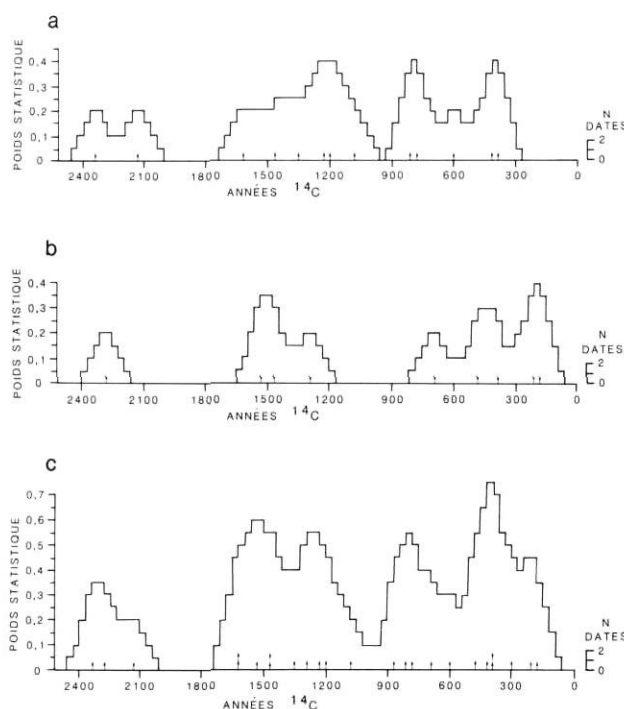 a
POIDS STATISTIQUE
0,4
0,3
0,2
0,1
0
2400 2100 1800 1500 1200 900 600 300 0
ANNÉES 14C
N
DATES
2
0
b
POIDS STATISTIQUE
0,4
0,3
0,2
0,1
0
2400 2100 1800 1500 1200 900 600 300 0
ANNÉES 14C
N
DATES
2
0
c
POIDS STATISTIQUE
0,7
0,6
0,5
0,4
0,3
0,2
0,1
0
2400 2100 1800 1500 1200 900 600 300 0
ANNÉES 14C
N
DATES
2
0